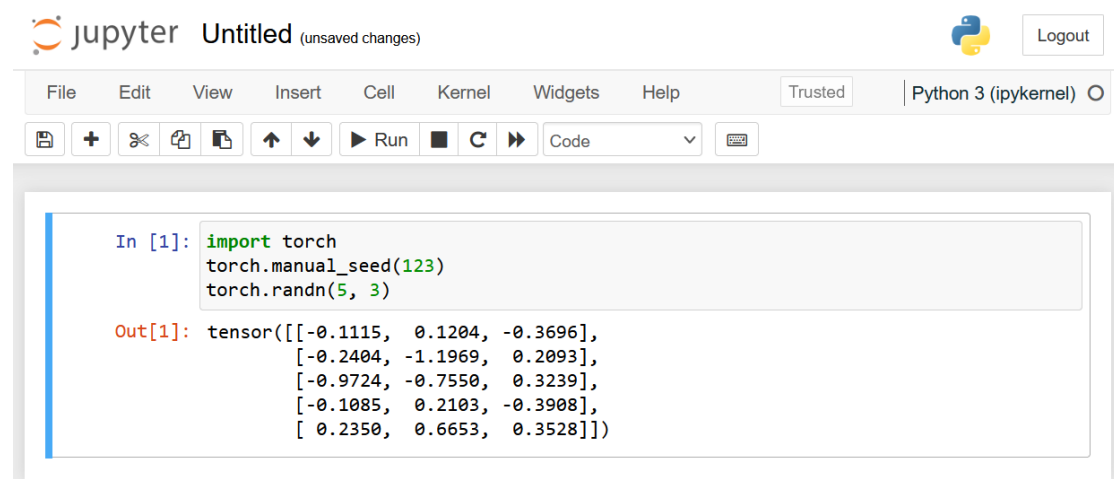 jupyter Untitled (unsaved changes) Logout
File Edit View Insert Cell Kernel Widgets Help Trusted Python 3 (ipykernel)
Run Code
In [1]: import torch
torch.manual_seed(123)
torch.randn(5, 3)
Out[1]: tensor([[-0.1115,  0.1204, -0.3696],
        [-0.2404, -1.1969,  0.2093],
        [-0.9724, -0.7550,  0.3239],
        [-0.1085,  0.2103, -0.3908],
        [ 0.2350,  0.6653,  0.3528]])